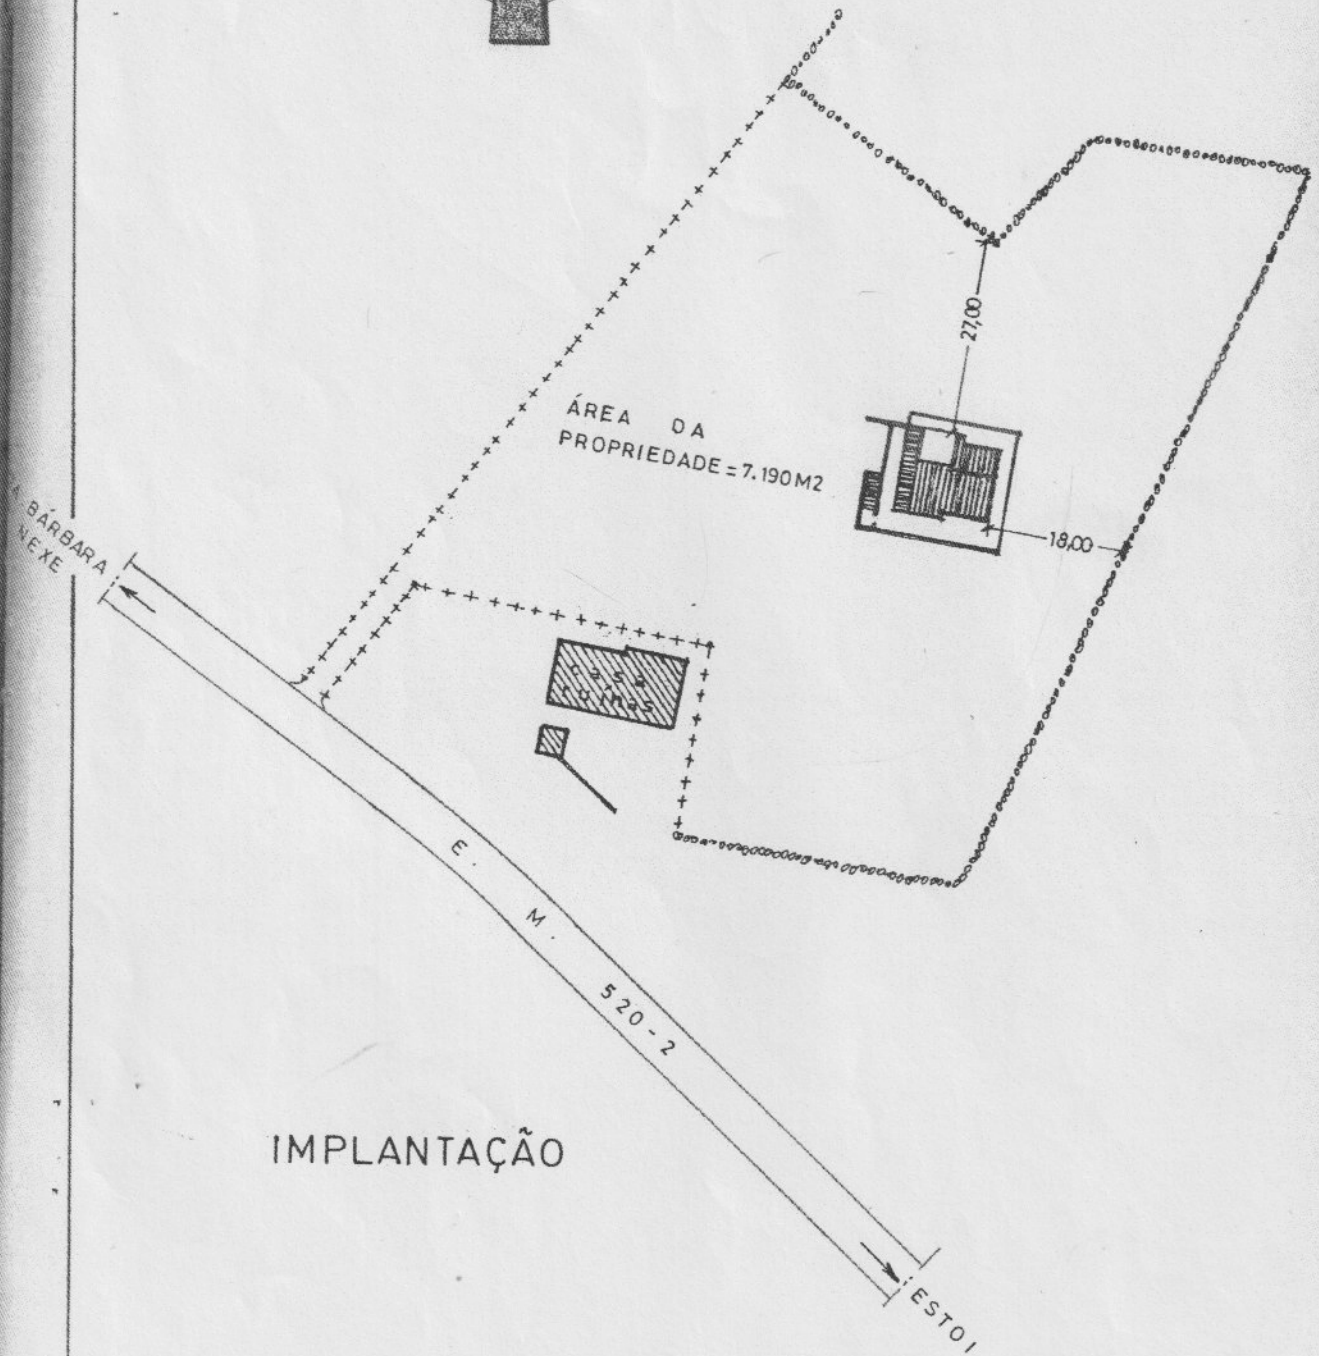 27,00
ÁREA DA
PROPRIEDADE = 7.190 M2
18,00
BÁRBARA
NEXE
casa
ruínas
E. M. 520-2
IMPLANTAÇÃO
ESTOI